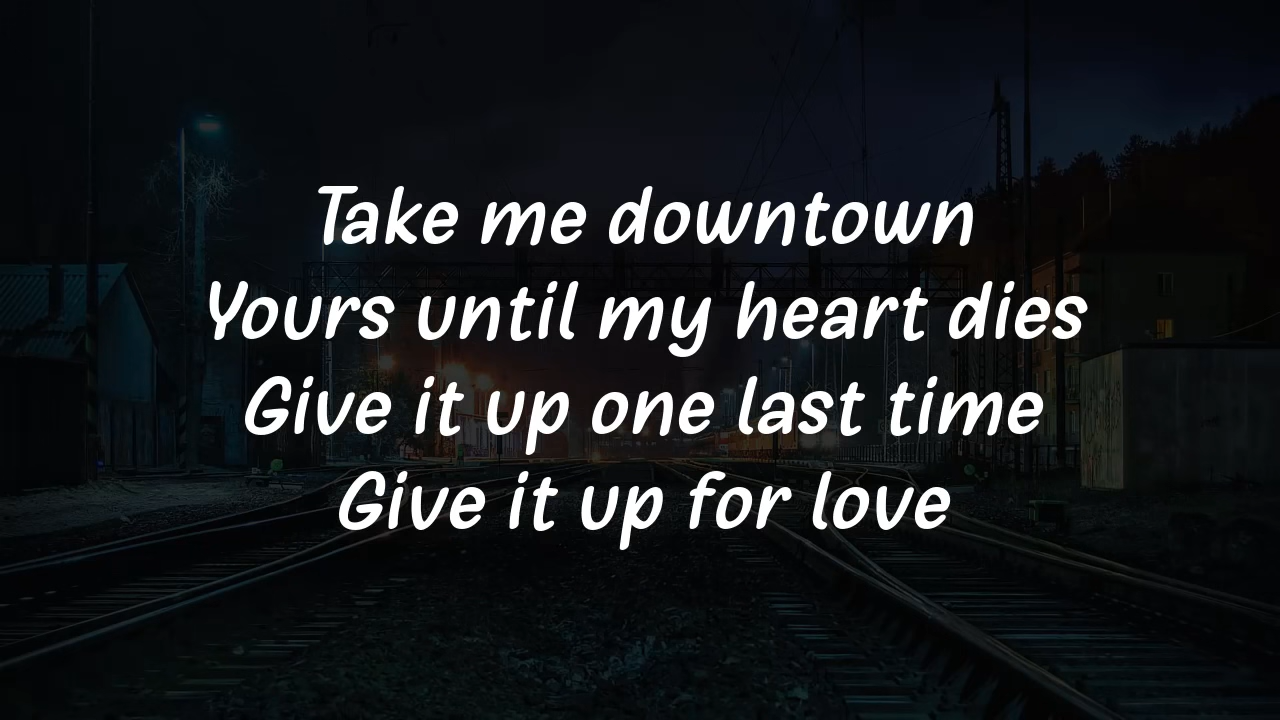 Take me downtown
Yours until my heart dies
Give it up one last time
Give it up for love